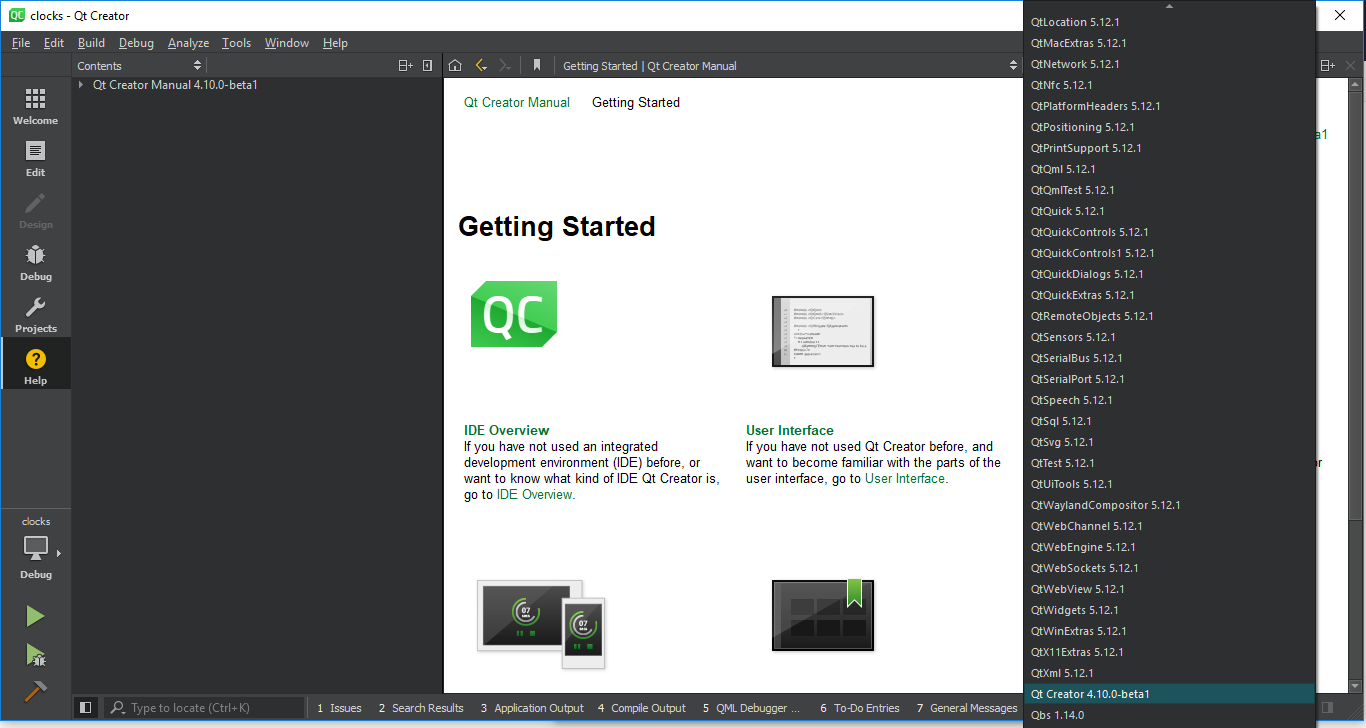 clocks - Qt Creator
File Edit Build Debug Analyze Tools Window Help
Contents
Getting Started | Qt Creator Manual
Qt Creator Manual 4.10.0-beta1
Welcome
Edit
Design
Debug
Projects
Help
clocks
Debug
Qt Creator Manual Getting Started
a1
Getting Started
QC
IDE Overview
If you have not used an integrated
development environment (IDE) before, or
want to know what kind of IDE Qt Creator is,
go to IDE Overview.
User Interface
If you have not used Qt Creator before, and
want to become familiar with the parts of the
user interface, go to User Interface.
or
07
07
QtLocation 5.12.1
QtMacExtras 5.12.1
QtNetwork 5.12.1
QtNfc 5.12.1
QtPlatformHeaders 5.12.1
QtPositioning 5.12.1
QtPrintSupport 5.12.1
QtQml 5.12.1
QtQmlTest 5.12.1
QtQuick 5.12.1
QtQuickControls 5.12.1
QtQuickControls1 5.12.1
QtQuickDialogs 5.12.1
QtQuickExtras 5.12.1
QtRemoteObjects 5.12.1
QtSensors 5.12.1
QtSerialBus 5.12.1
QtSerialPort 5.12.1
QtSpeech 5.12.1
QtSql 5.12.1
QtSvg 5.12.1
QtTest 5.12.1
QtUiTools 5.12.1
QtWaylandCompositor 5.12.1
QtWebChannel 5.12.1
QtWebEngine 5.12.1
QtWebSockets 5.12.1
QtWebView 5.12.1
QtWidgets 5.12.1
QtWinExtras 5.12.1
QtX11Extras 5.12.1
QtXml 5.12.1
Qt Creator 4.10.0-beta1
Qbs 1.14.0
Type to locate (Ctrl+K)
1 Issues 2 Search Results 3 Application Output 4 Compile Output 5 QML Debugger ... 6 To-Do Entries 7 General Messages